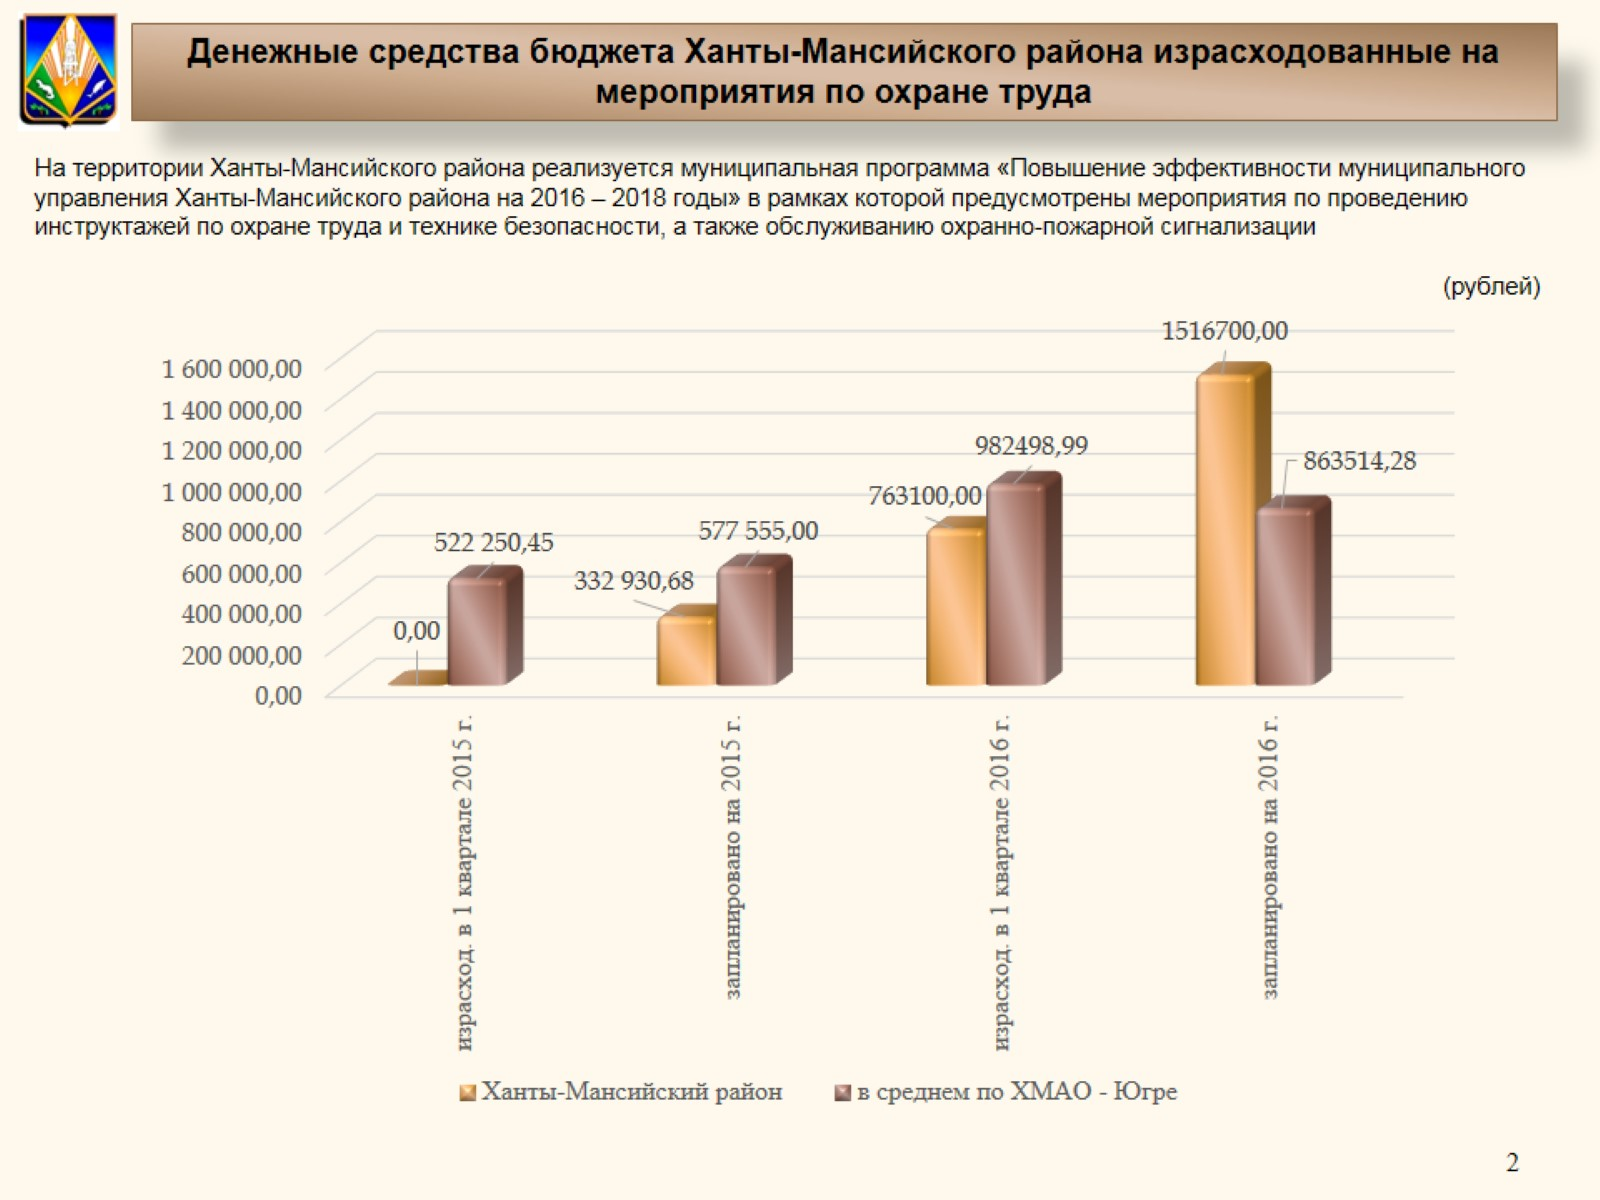 Денежные средства бюджета Ханты-Мансийского района израсходованные на
мероприятия по охране труда
На территории Ханты-Мансийского района реализуется муниципальная программа «Повышение эффективности муниципального
управления Ханты-Мансийского района на 2016 – 2018 годы» в рамках которой предусмотрены мероприятия по проведению
инструктажей по охране труда и технике безопасности, а также обслуживанию охранно-пожарной сигнализации
(рублей)
1 600 000,00
1 400 000,00
1 200 000,00
1 000 000,00
800 000,00
600 000,00
400 000,00
200 000,00
0,00
0,00
522 250,45
332 930,68
577 555,00
763100,00
982498,99
1516700,00
863514,28
израсход. в 1 квартале 2015 г.
запланировано на 2015 г.
израсход. в 1 квартале 2016 г.
запланировано на 2016 г.
Ханты-Мансийский район
в среднем по ХМАО - Югре
2